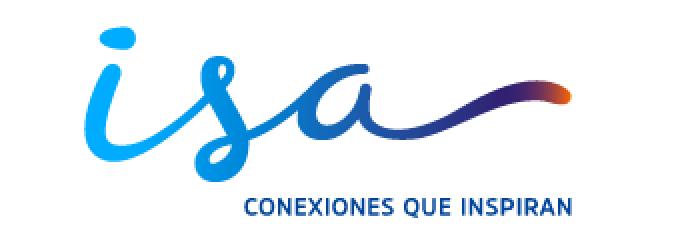 isa
CONEXIONES QUE INSPIRAN